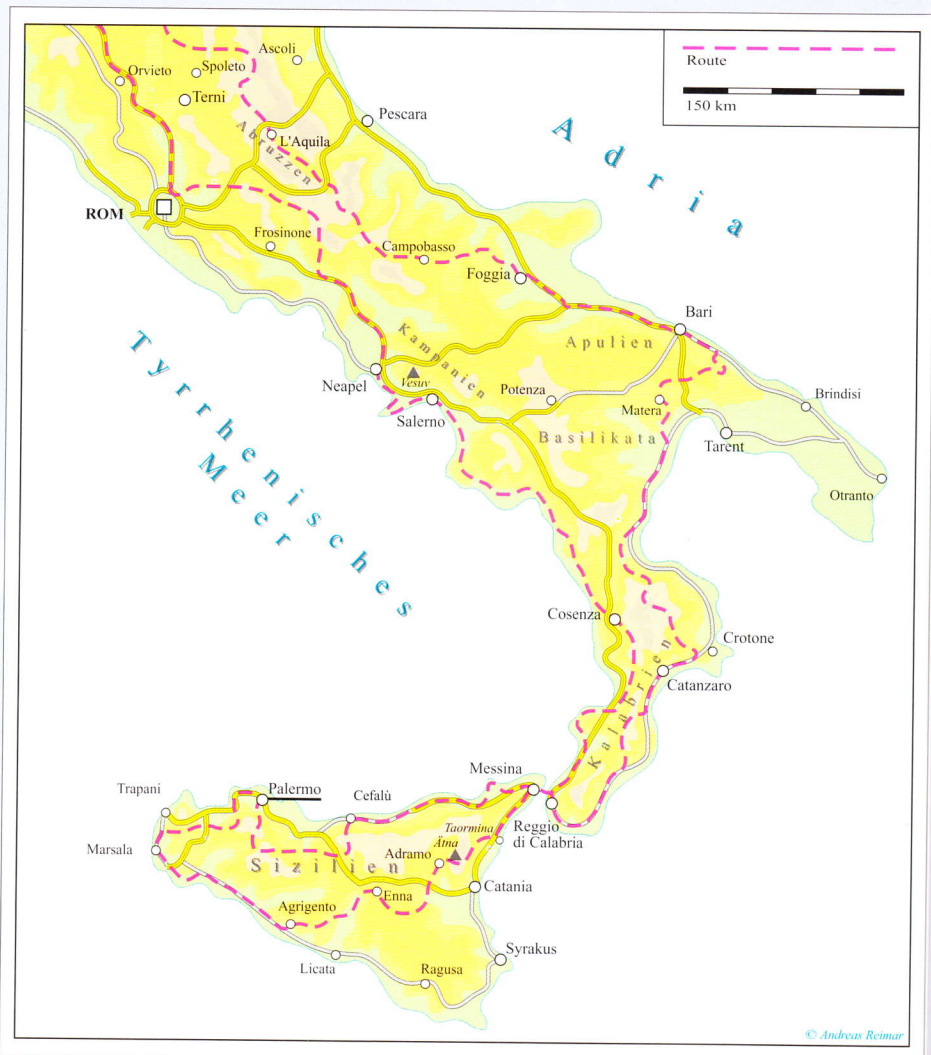 Route
150 km
Ascoli
Orvieto
Spoleto
Terni
Pescara
L'Aquila
Abruzzen
Adria
ROM
Frosinone
Campobasso
Foggia
Bari
Kampanien
Apulien
Neapel
Vesuv
Potenza
Matera
Brindisi
Salerno
Basilikata
Tarent
Otranto
Tyrrhenisches
Meer
Cosenza
Crotone
Catanzaro
Kalabrien
Messina
Trapani
Palermo
Cefalù
Taormina
Reggio
di Calabria
Ätna
Marsala
Adramo
Sizilien
Catania
Enna
Agrigento
Syrakus
Licata
Ragusa
© Andreas Reimar